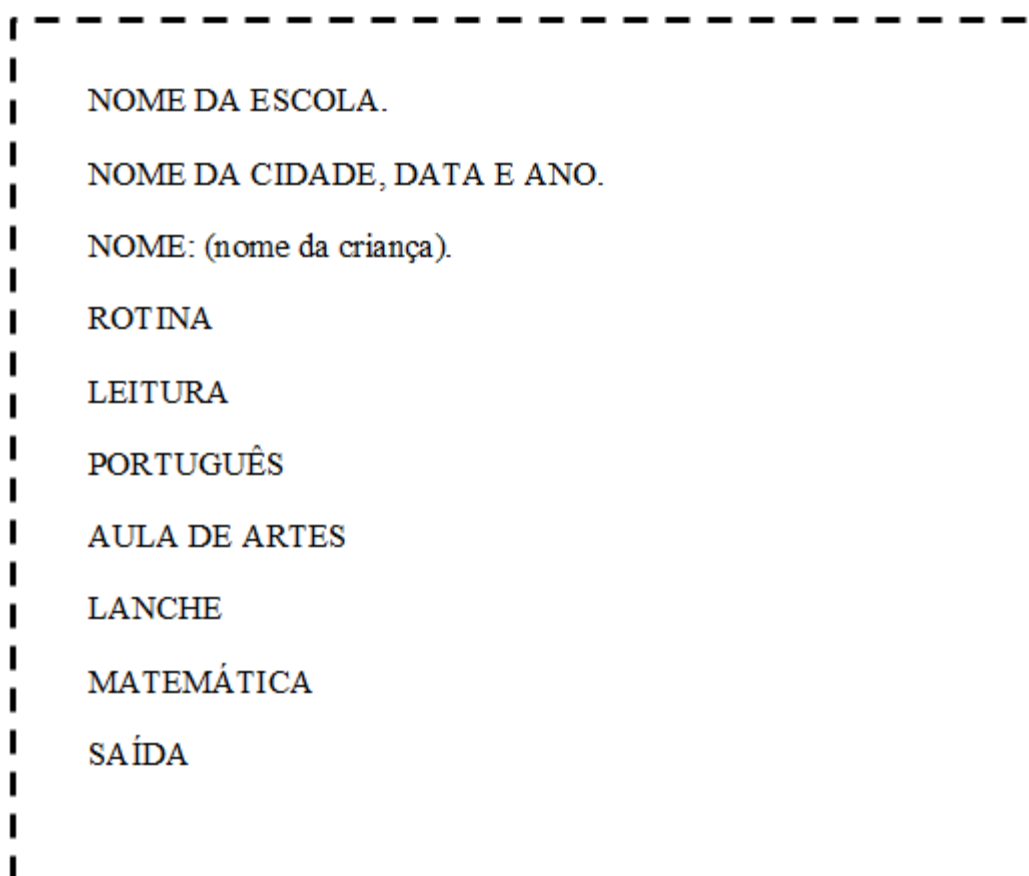 NOME DA ESCOLA.
NOME DA CIDADE, DATA E ANO.
NOME: (nome da criança).
ROTINA
LEITURA
PORTUGUÊS
AULA DE ARTES
LANCHE
MATEMÁTICA
SAÍDA